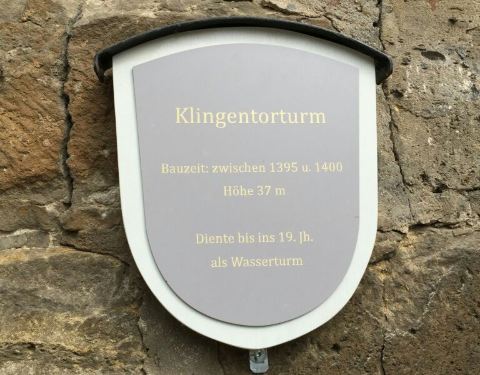 Klingentorturm
Bauzeit: zwischen 1395 u. 1400
Höhe 37 m
Diente bis ins 19. Jh.
als Wasserturm